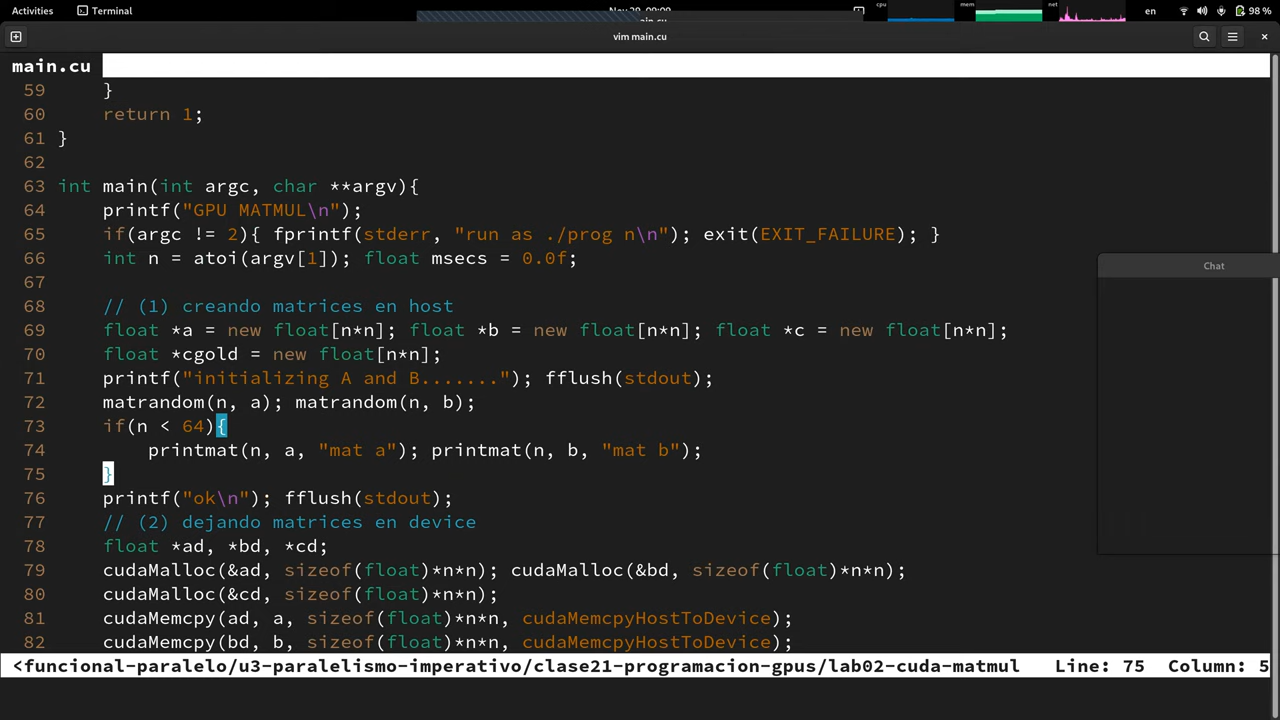 Activities
Terminal
cpu
mem
net
en
98 %
vim main.cu
main.cu
59 }
60 return 1;
61 }
62
63 int main(int argc, char **argv){
64 printf("GPU MATMUL\n");
65 if(argc != 2){ fprintf(stderr, "run as ./prog n\n"); exit(EXIT_FAILURE); }
66 int n = atoi(argv[1]); float msecs = 0.0f;
67
68 // (1) creando matrices en host
69 float *a = new float[n*n]; float *b = new float[n*n]; float *c = new float[n*n];
70 float *cgold = new float[n*n];
71 printf("initializing A and B......."); fflush(stdout);
72 matrandom(n, a); matrandom(n, b);
73 if(n < 64){
74 printmat(n, a, "mat a"); printmat(n, b, "mat b");
75 }
76 printf("ok\n"); fflush(stdout);
77 // (2) dejando matrices en device
78 float *ad, *bd, *cd;
79 cudaMalloc(&ad, sizeof(float)*n*n); cudaMalloc(&bd, sizeof(float)*n*n);
80 cudaMalloc(&cd, sizeof(float)*n*n);
81 cudaMemcpy(ad, a, sizeof(float)*n*n, cudaMemcpyHostToDevice);
82 cudaMemcpy(bd, b, sizeof(float)*n*n, cudaMemcpyHostToDevice);
Chat
<funcional-paralelo/u3-paralelismo-imperativo/clase21-programacion-gpus/lab02-cuda-matmul Line: 75 Column: 5